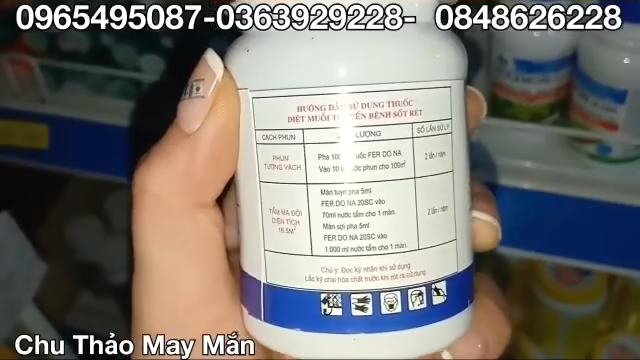 0965495087-0363929228- 0848626228
HƯỚNG DẪN SỬ DỤNG THUỐC
DIỆT MUỖI BỆNH SỐT RÉT
CÁCH PHUN LƯỢNG SỐ LẦN SỬ LÝ
PHUN
TƯỜNG VÁCH
Pha FER DO NA
Vào phun cho 100m²
2 lần / năm
TẨM MÀ ĐÔI
DIỆN TÍCH
16.5M²
Màn tuyn pha 5ml
FER DO NA 20SC vào
70ml nước tẩm cho 1 màn
Màn sợi pha 5ml
FER DO NA 20SC vào
1.000 ml nước tẩm cho 1 màn.
2 lần / năm
Chú ý: Đọc kỹ nhãn khi sử dụng
Lắc kỹ chai hóa chất trước khi rót ra sử dụng
Chu Thảo May Mắn